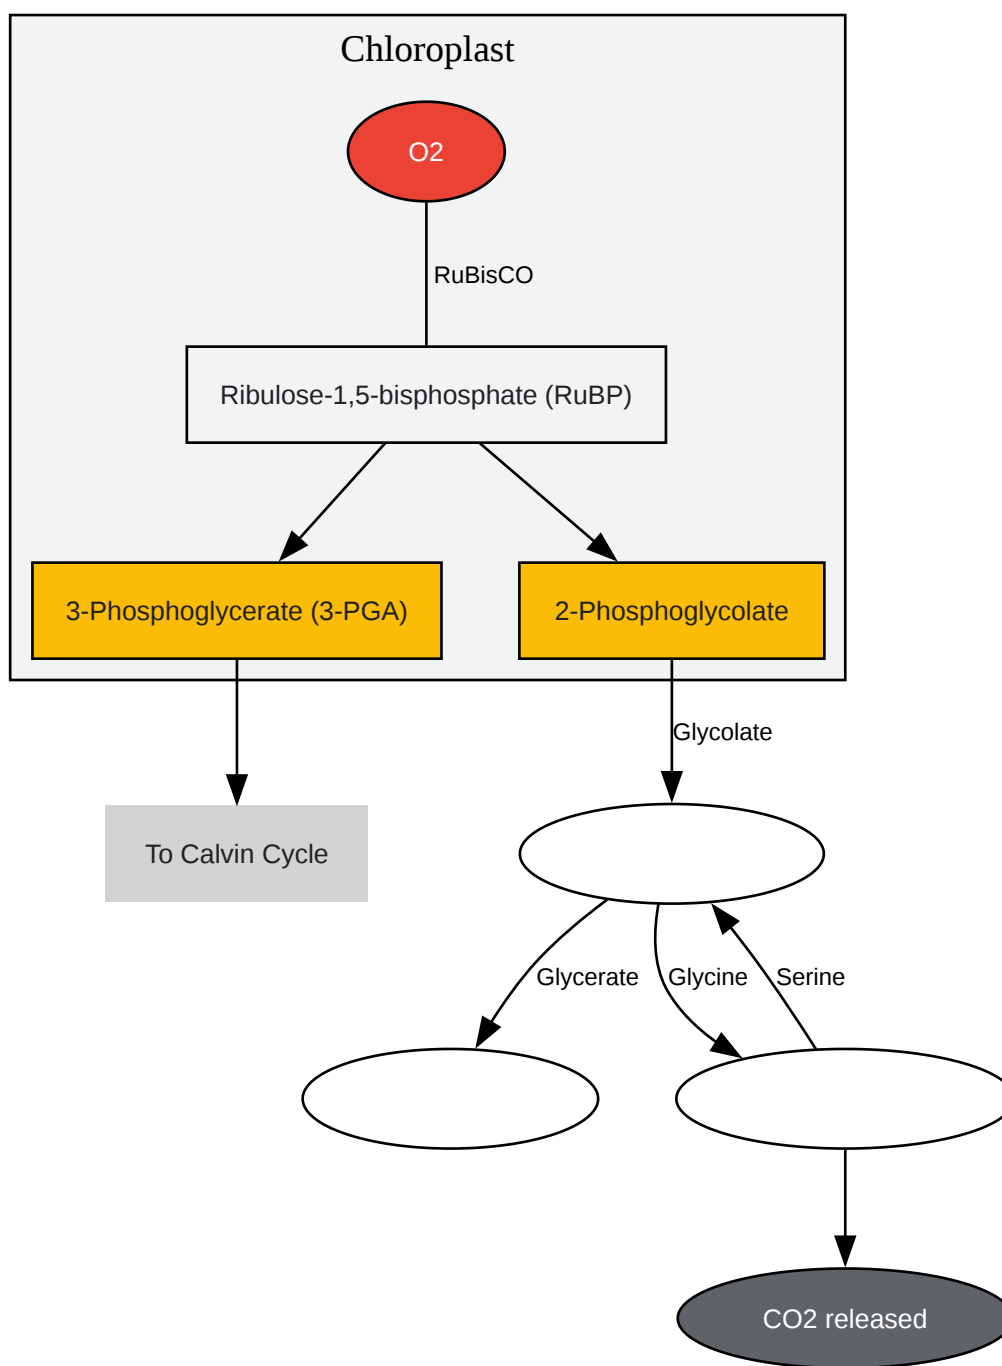 Chloroplast
O2
RuBisCO
Ribulose-1,5-bisphosphate (RuBP)
3-Phosphoglycerate (3-PGA)
2-Phosphoglycolate
Glycolate
To Calvin Cycle
Glycerate
Glycine
Serine
CO2 released